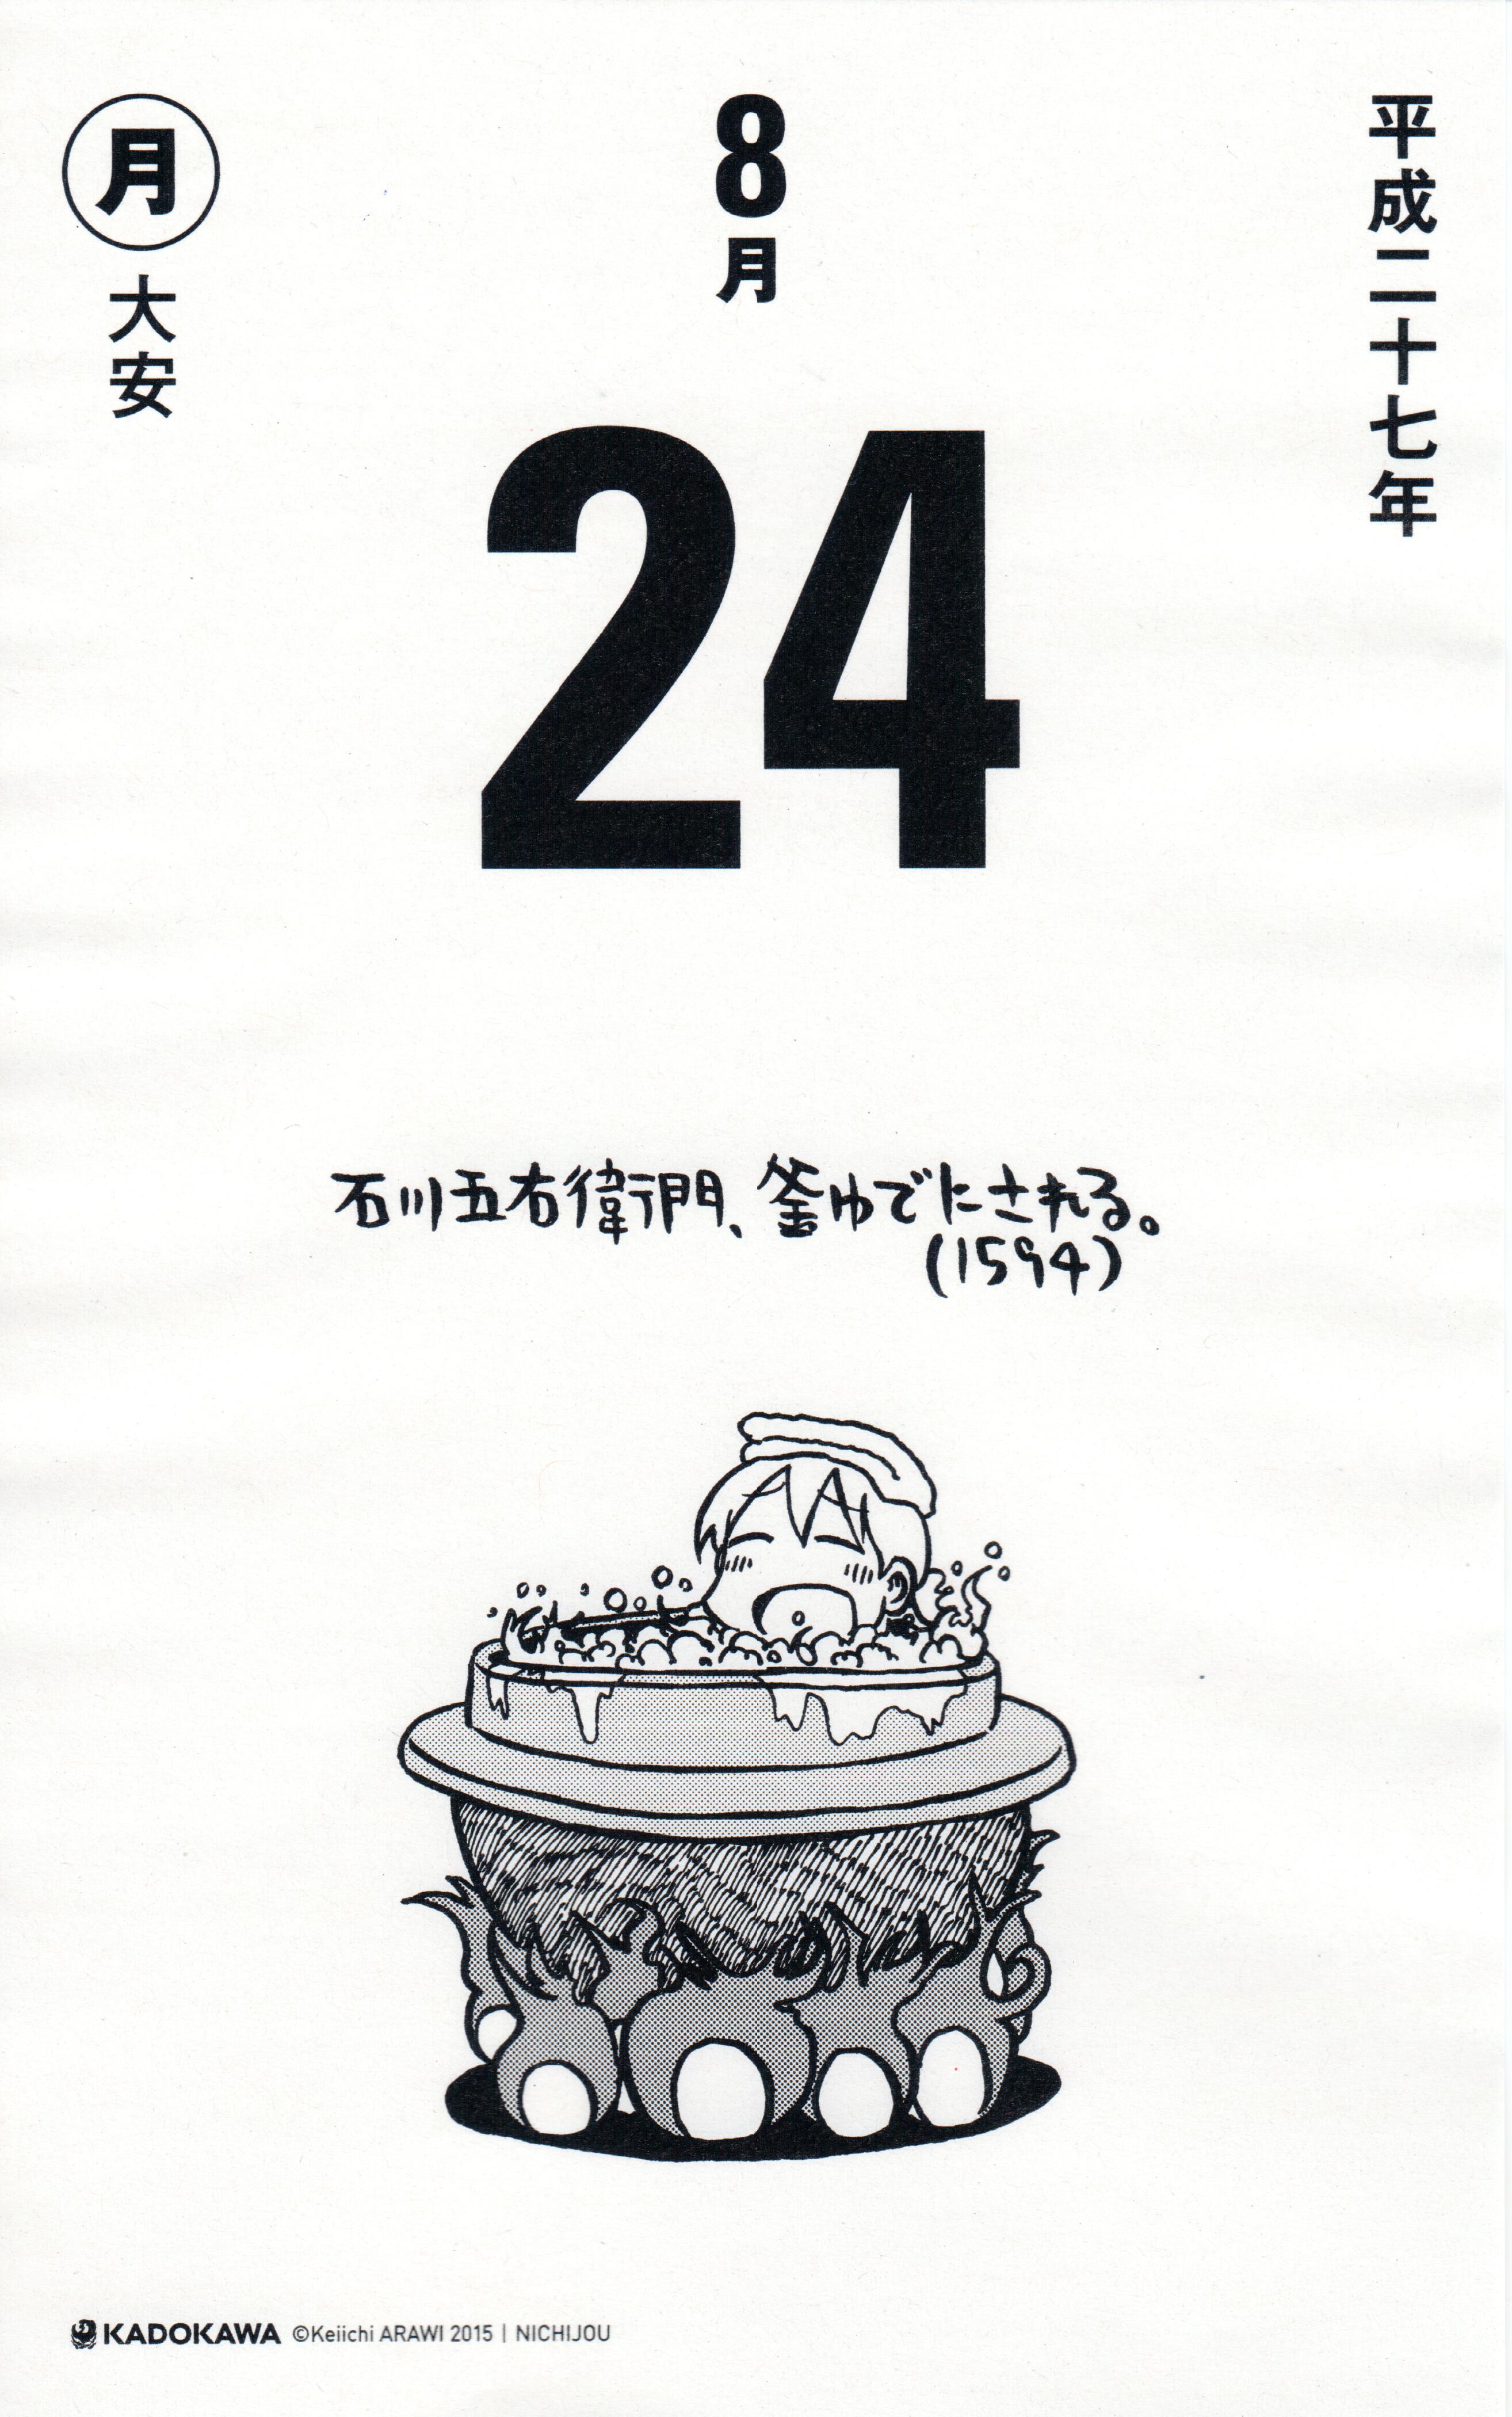 平成二十七年
8月
月
大安
24
石川五右衛門、釜ゆでにされる。
(1594)
KADOKAWA ©Keiichi ARAWI 2015 | NICHIJOU